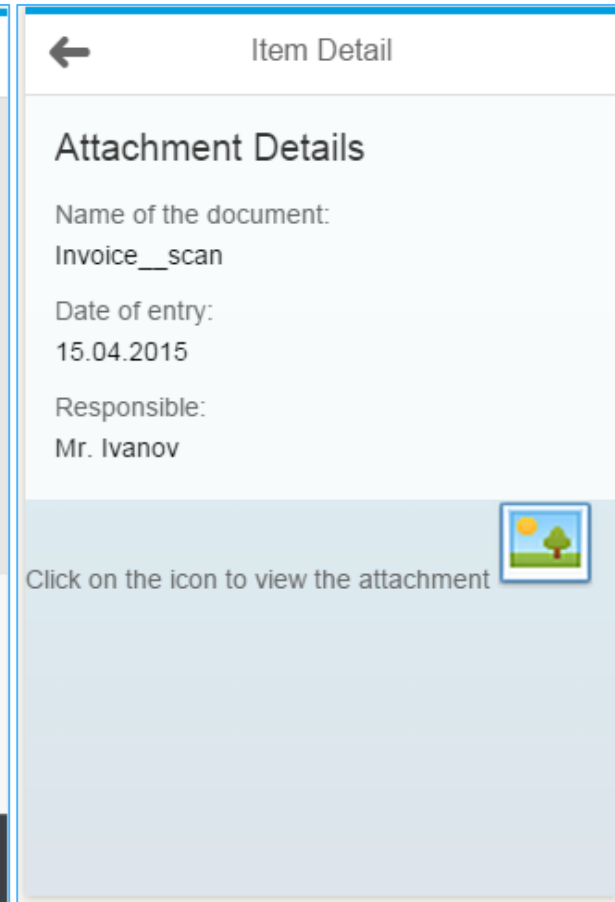 Item Detail
Attachment Details
Name of the document:
Invoice__scan
Date of entry:
15.04.2015
Responsible:
Mr. Ivanov
Click on the icon to view the attachment